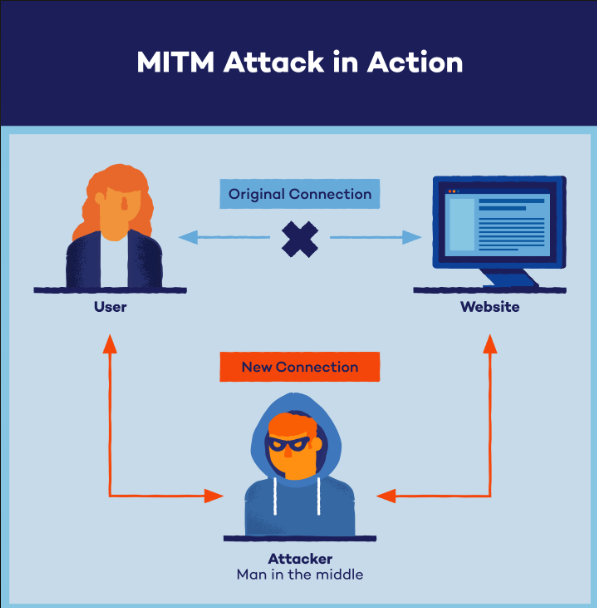 MITM Attack in Action
Original Connection
User
Website
New Connection
Attacker
Man in the middle